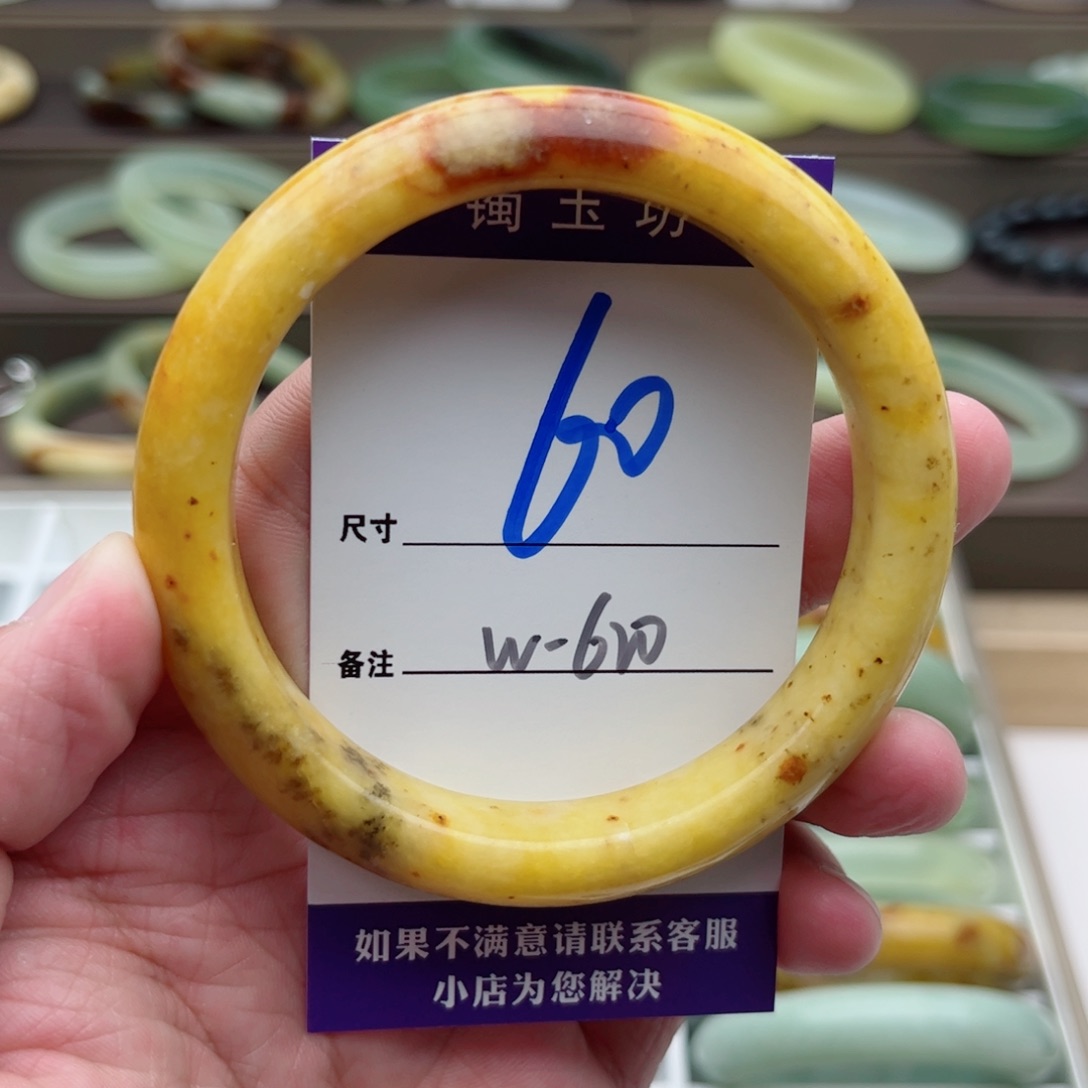 玉坊
60
尺寸
备注 w-610
如果不满意请联系客服
小店为您解决